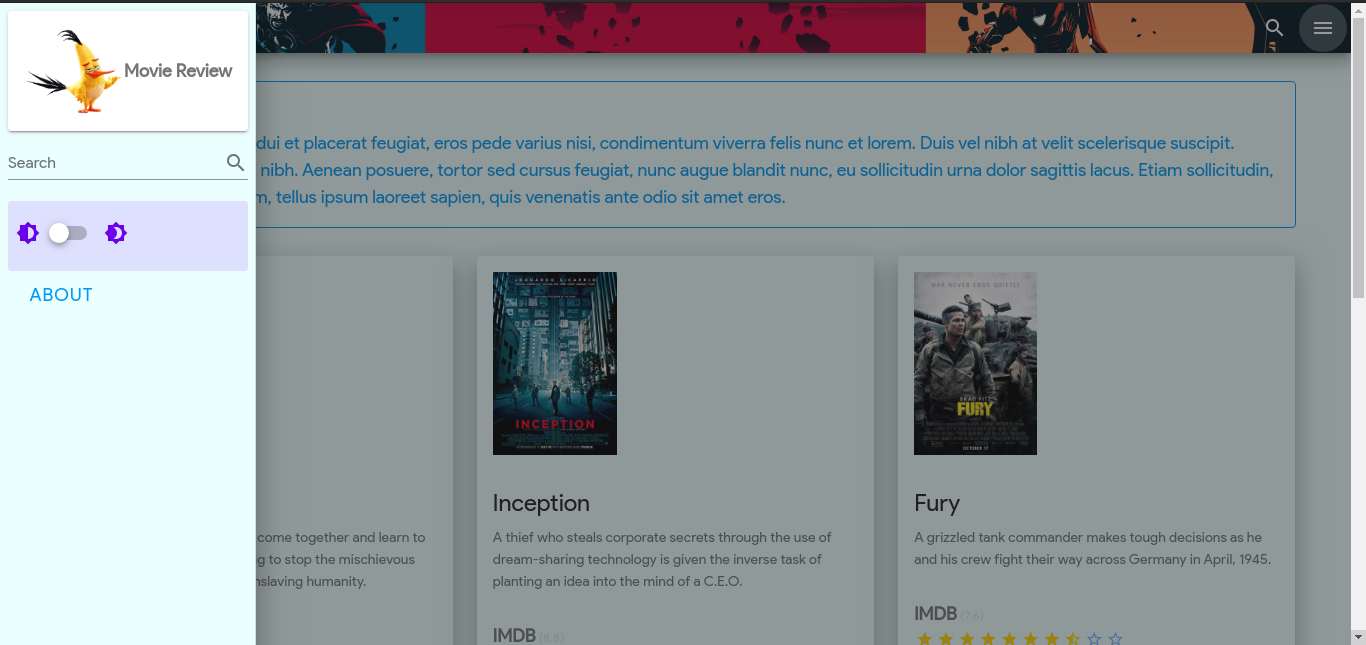 Movie Review
Search
ABOUT
dui et placerat feugiat, eros pede varius nisi, condimentum viverra felis nunc et lorem. Duis vel nibh at velit scelerisque suscipit.
nibh. Aenean posuere, tortor sed cursus feugiat, nunc augue blandit nunc, eu sollicitudin urna dolor sagittis lacus. Etiam sollicitudin,
m, tellus ipsum laoreet sapien, quis venenatis ante odio sit amet eros.
come together and learn to
g to stop the mischievous
nslaving humanity.
LEONARDO DICAPRIO
INCEPTION
Inception
A thief who steals corporate secrets through the use of
dream-sharing technology is given the inverse task of
planting an idea into the mind of a C.E.O.
IMDB (8.8)
WAR NEVER ENDS QUIETLY
BRAD PITT
FURY
OCTOBER 17
Fury
A grizzled tank commander makes tough decisions as he
and his crew fight their way across Germany in April, 1945.
IMDB (7.6)